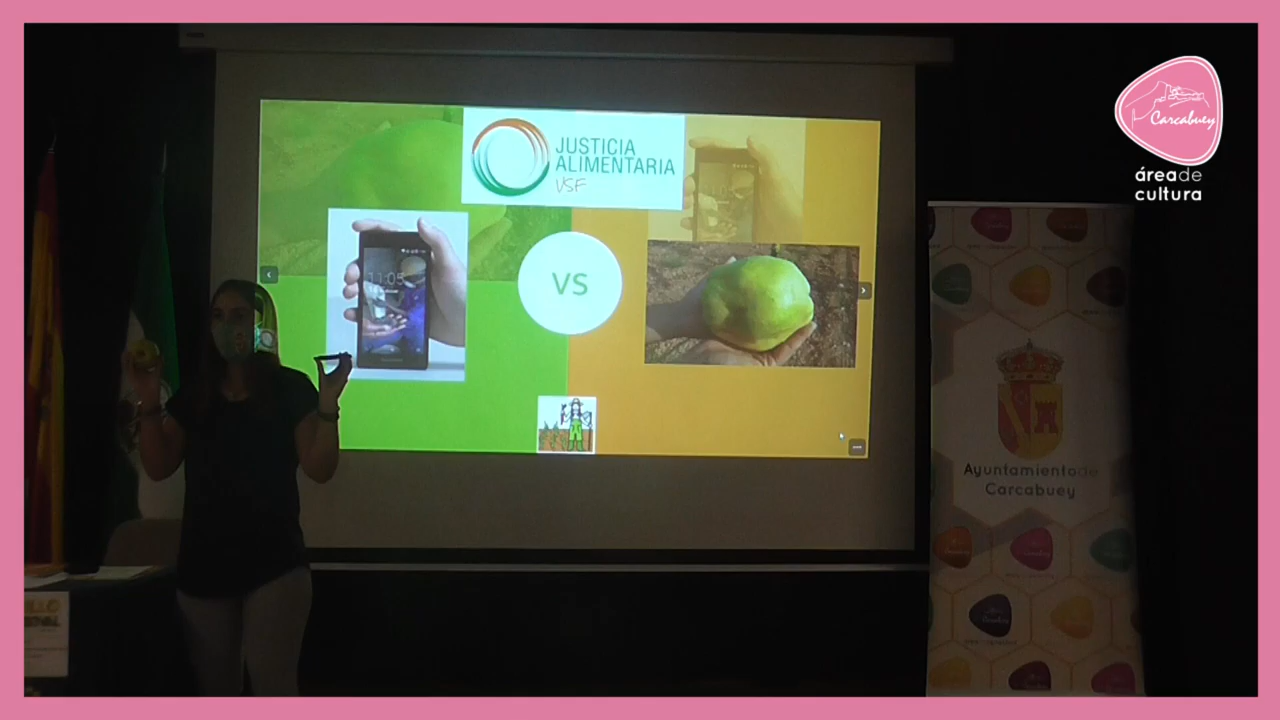 JUSTICIA
ALIMENTARIA
VSF
11:05
VS
Carcabuey
área de
cultura
Ayuntamiento de
Carcabuey